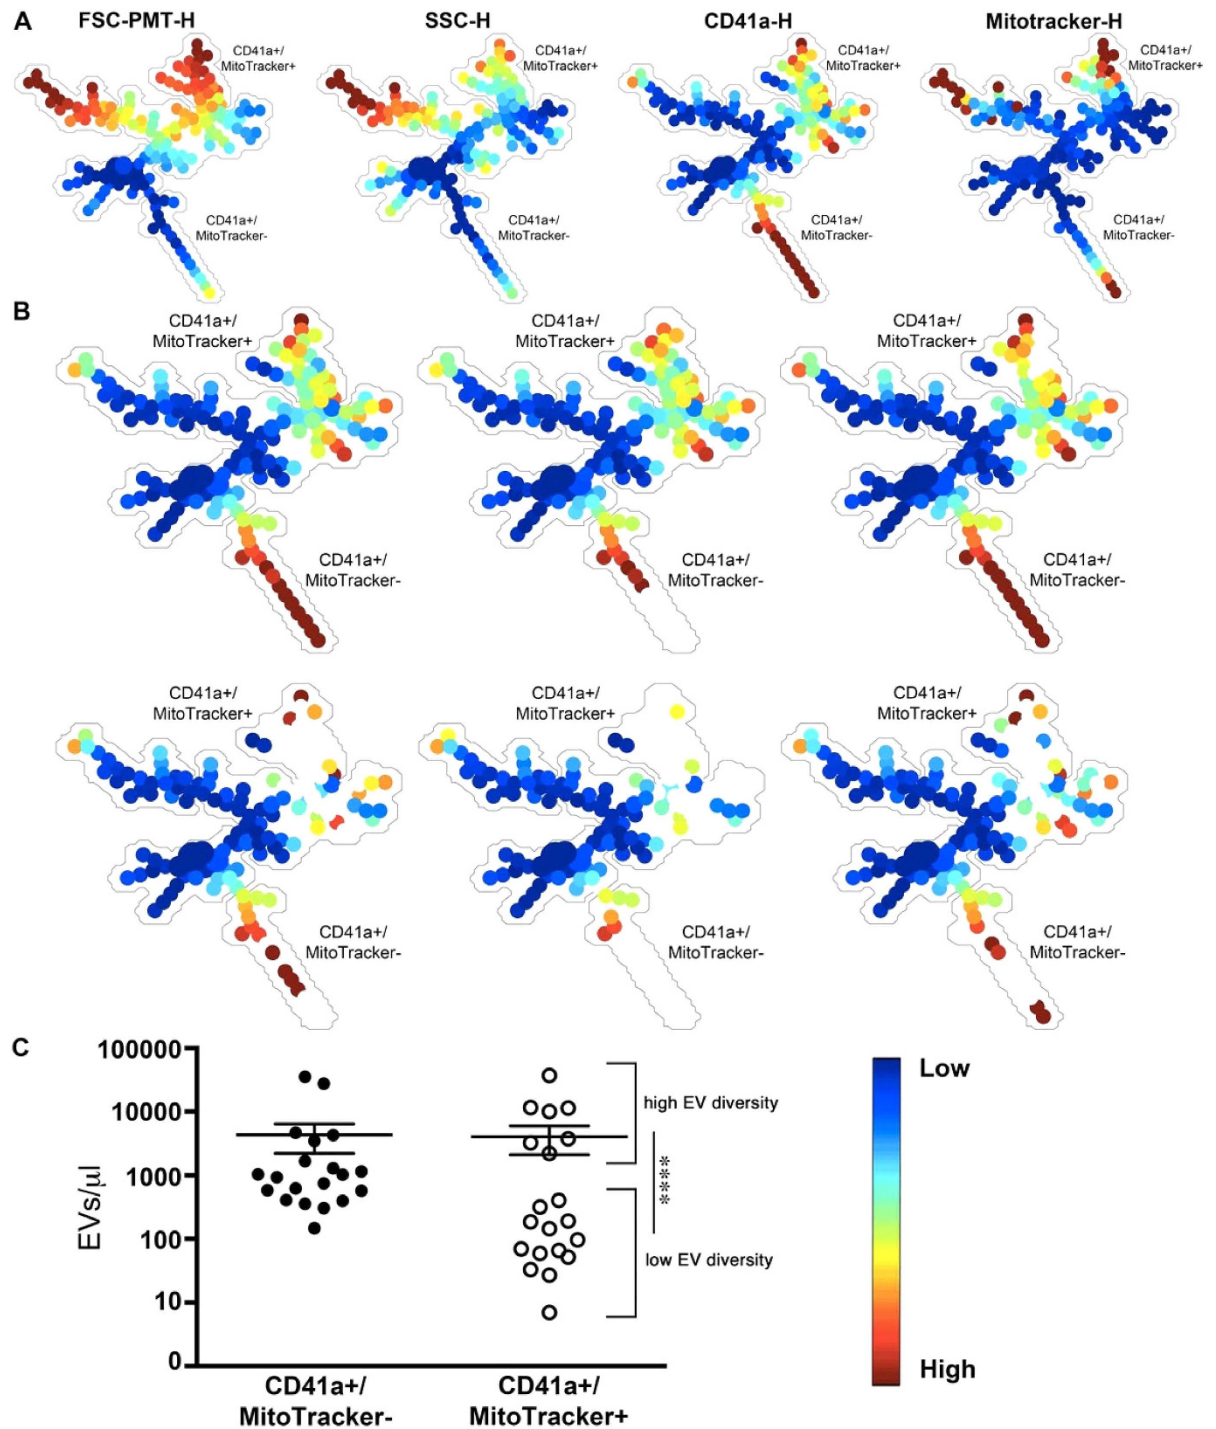 A
FSC-PMT-H
SSC-H
CD41a-H
Mitotracker-H
CD41a+/
MitoTracker+
CD41a+/
MitoTracker+
CD41a+/
MitoTracker+
CD41a+/
MitoTracker+
CD41a+/
MitoTracker-
CD41a+/
MitoTracker-
CD41a+/
MitoTracker-
CD41a+/
MitoTracker-
B
CD41a+/
MitoTracker+
CD41a+/
MitoTracker+
CD41a+/
MitoTracker+
CD41a+/
MitoTracker-
CD41a+/
MitoTracker-
CD41a+/
MitoTracker-
CD41a+/
MitoTracker+
CD41a+/
MitoTracker+
CD41a+/
MitoTracker+
CD41a+/
MitoTracker-
CD41a+/
MitoTracker-
CD41a+/
MitoTracker-
C
EVs/µl
100000
10000
1000
100
10
0
high EV diversity
****
low EV diversity
CD41a+/
MitoTracker-
CD41a+/
MitoTracker+
Low
High